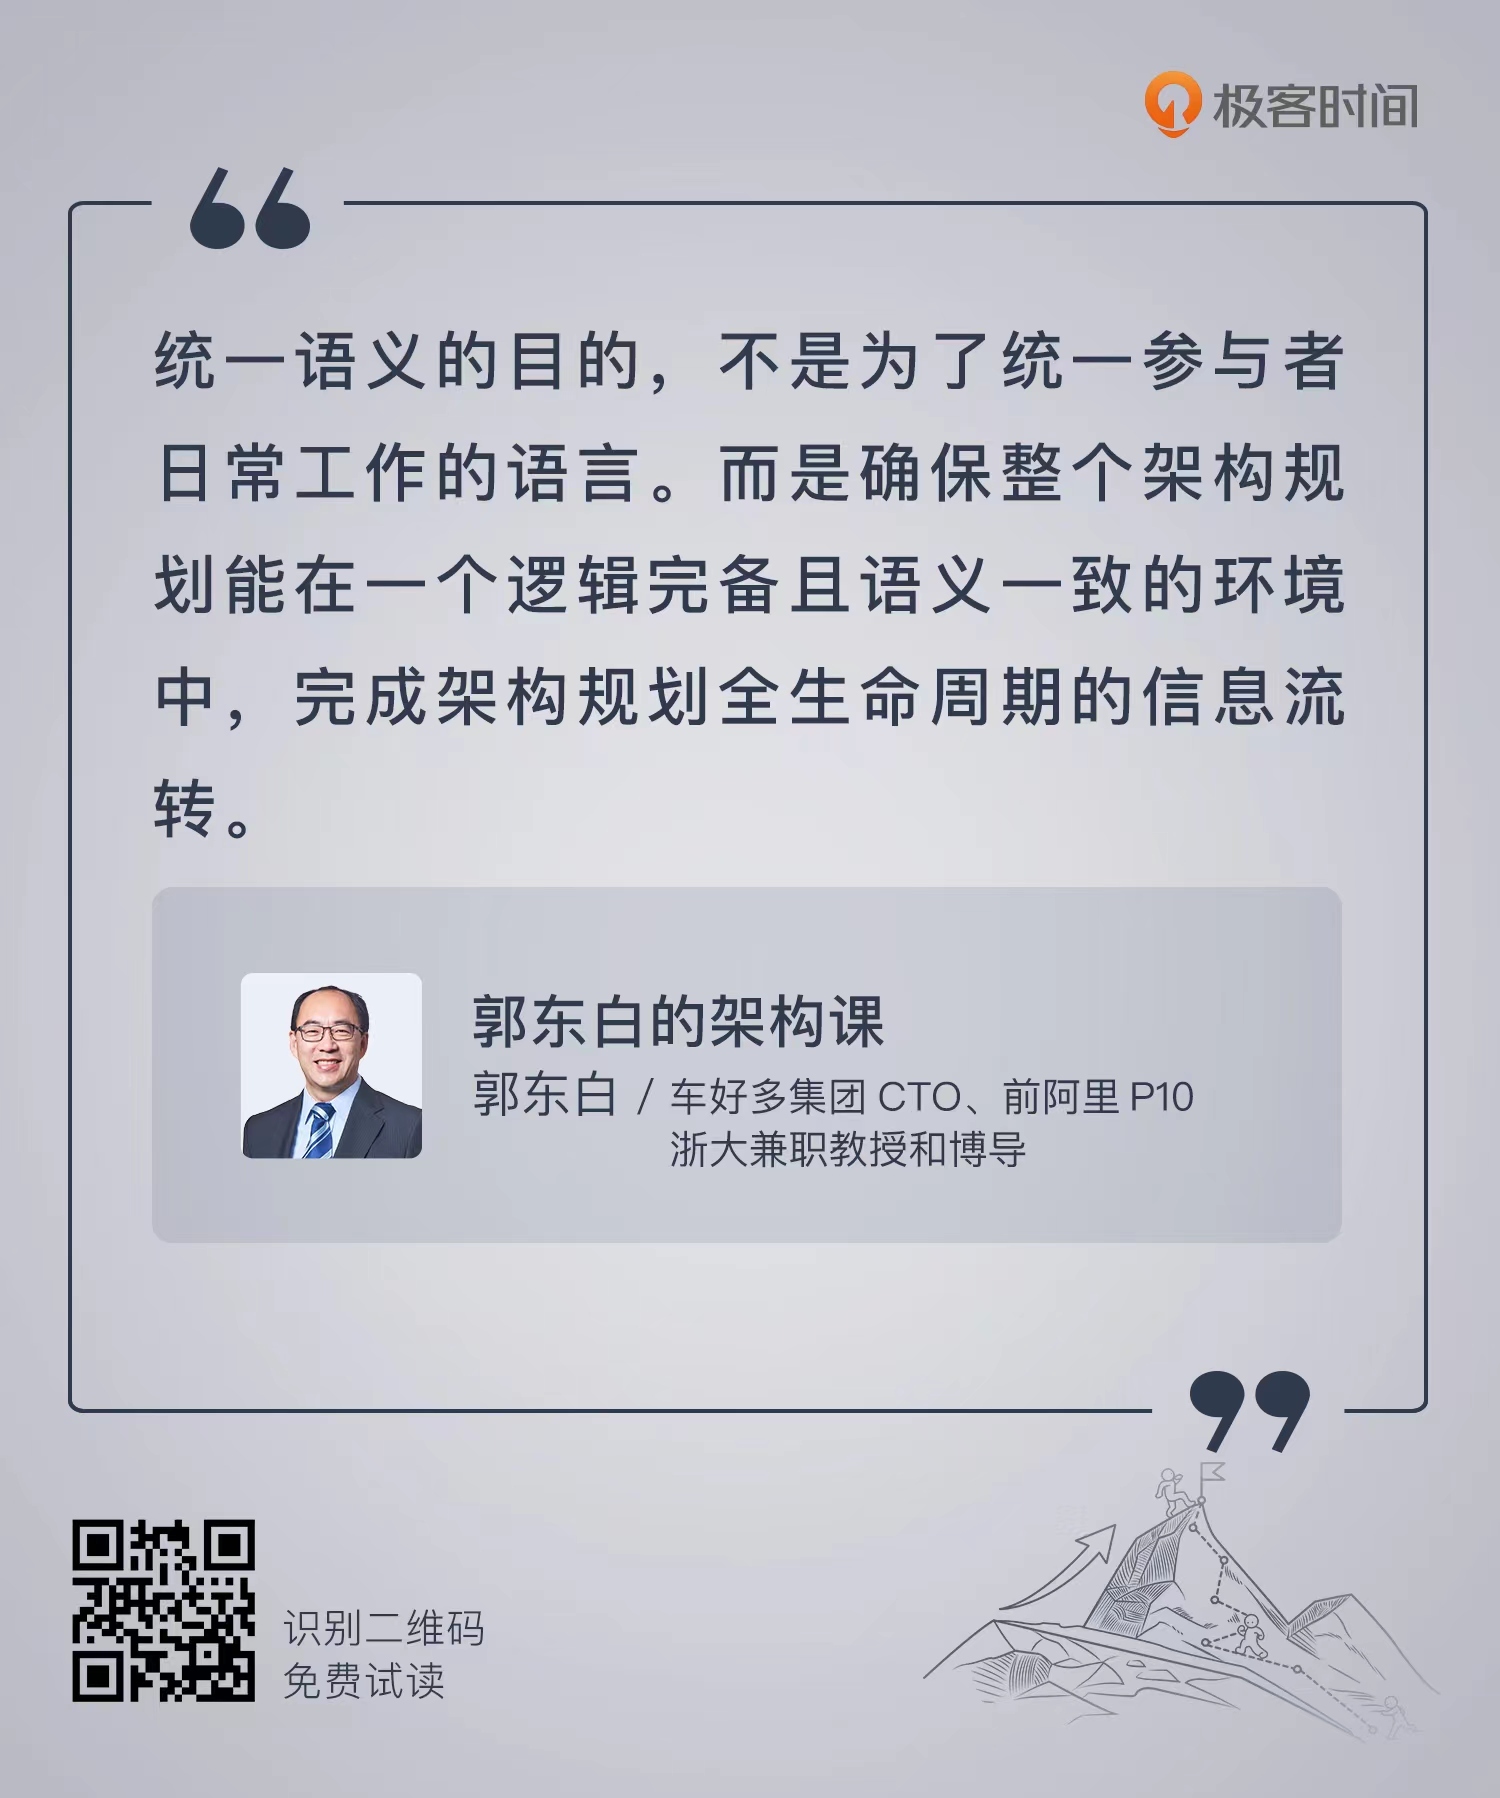 极客时间
“
统一语义的目的，不是为了统一参与者
日常工作的语言。而是确保整个架构规
划能在一个逻辑完备且语义一致的环境
中，完成架构规划全生命周期的信息流
转。
郭东白的架构课
郭东白 / 车好多集团 CTO、前阿里 P10
浙大兼职教授和博导
”
识别二维码
免费试读